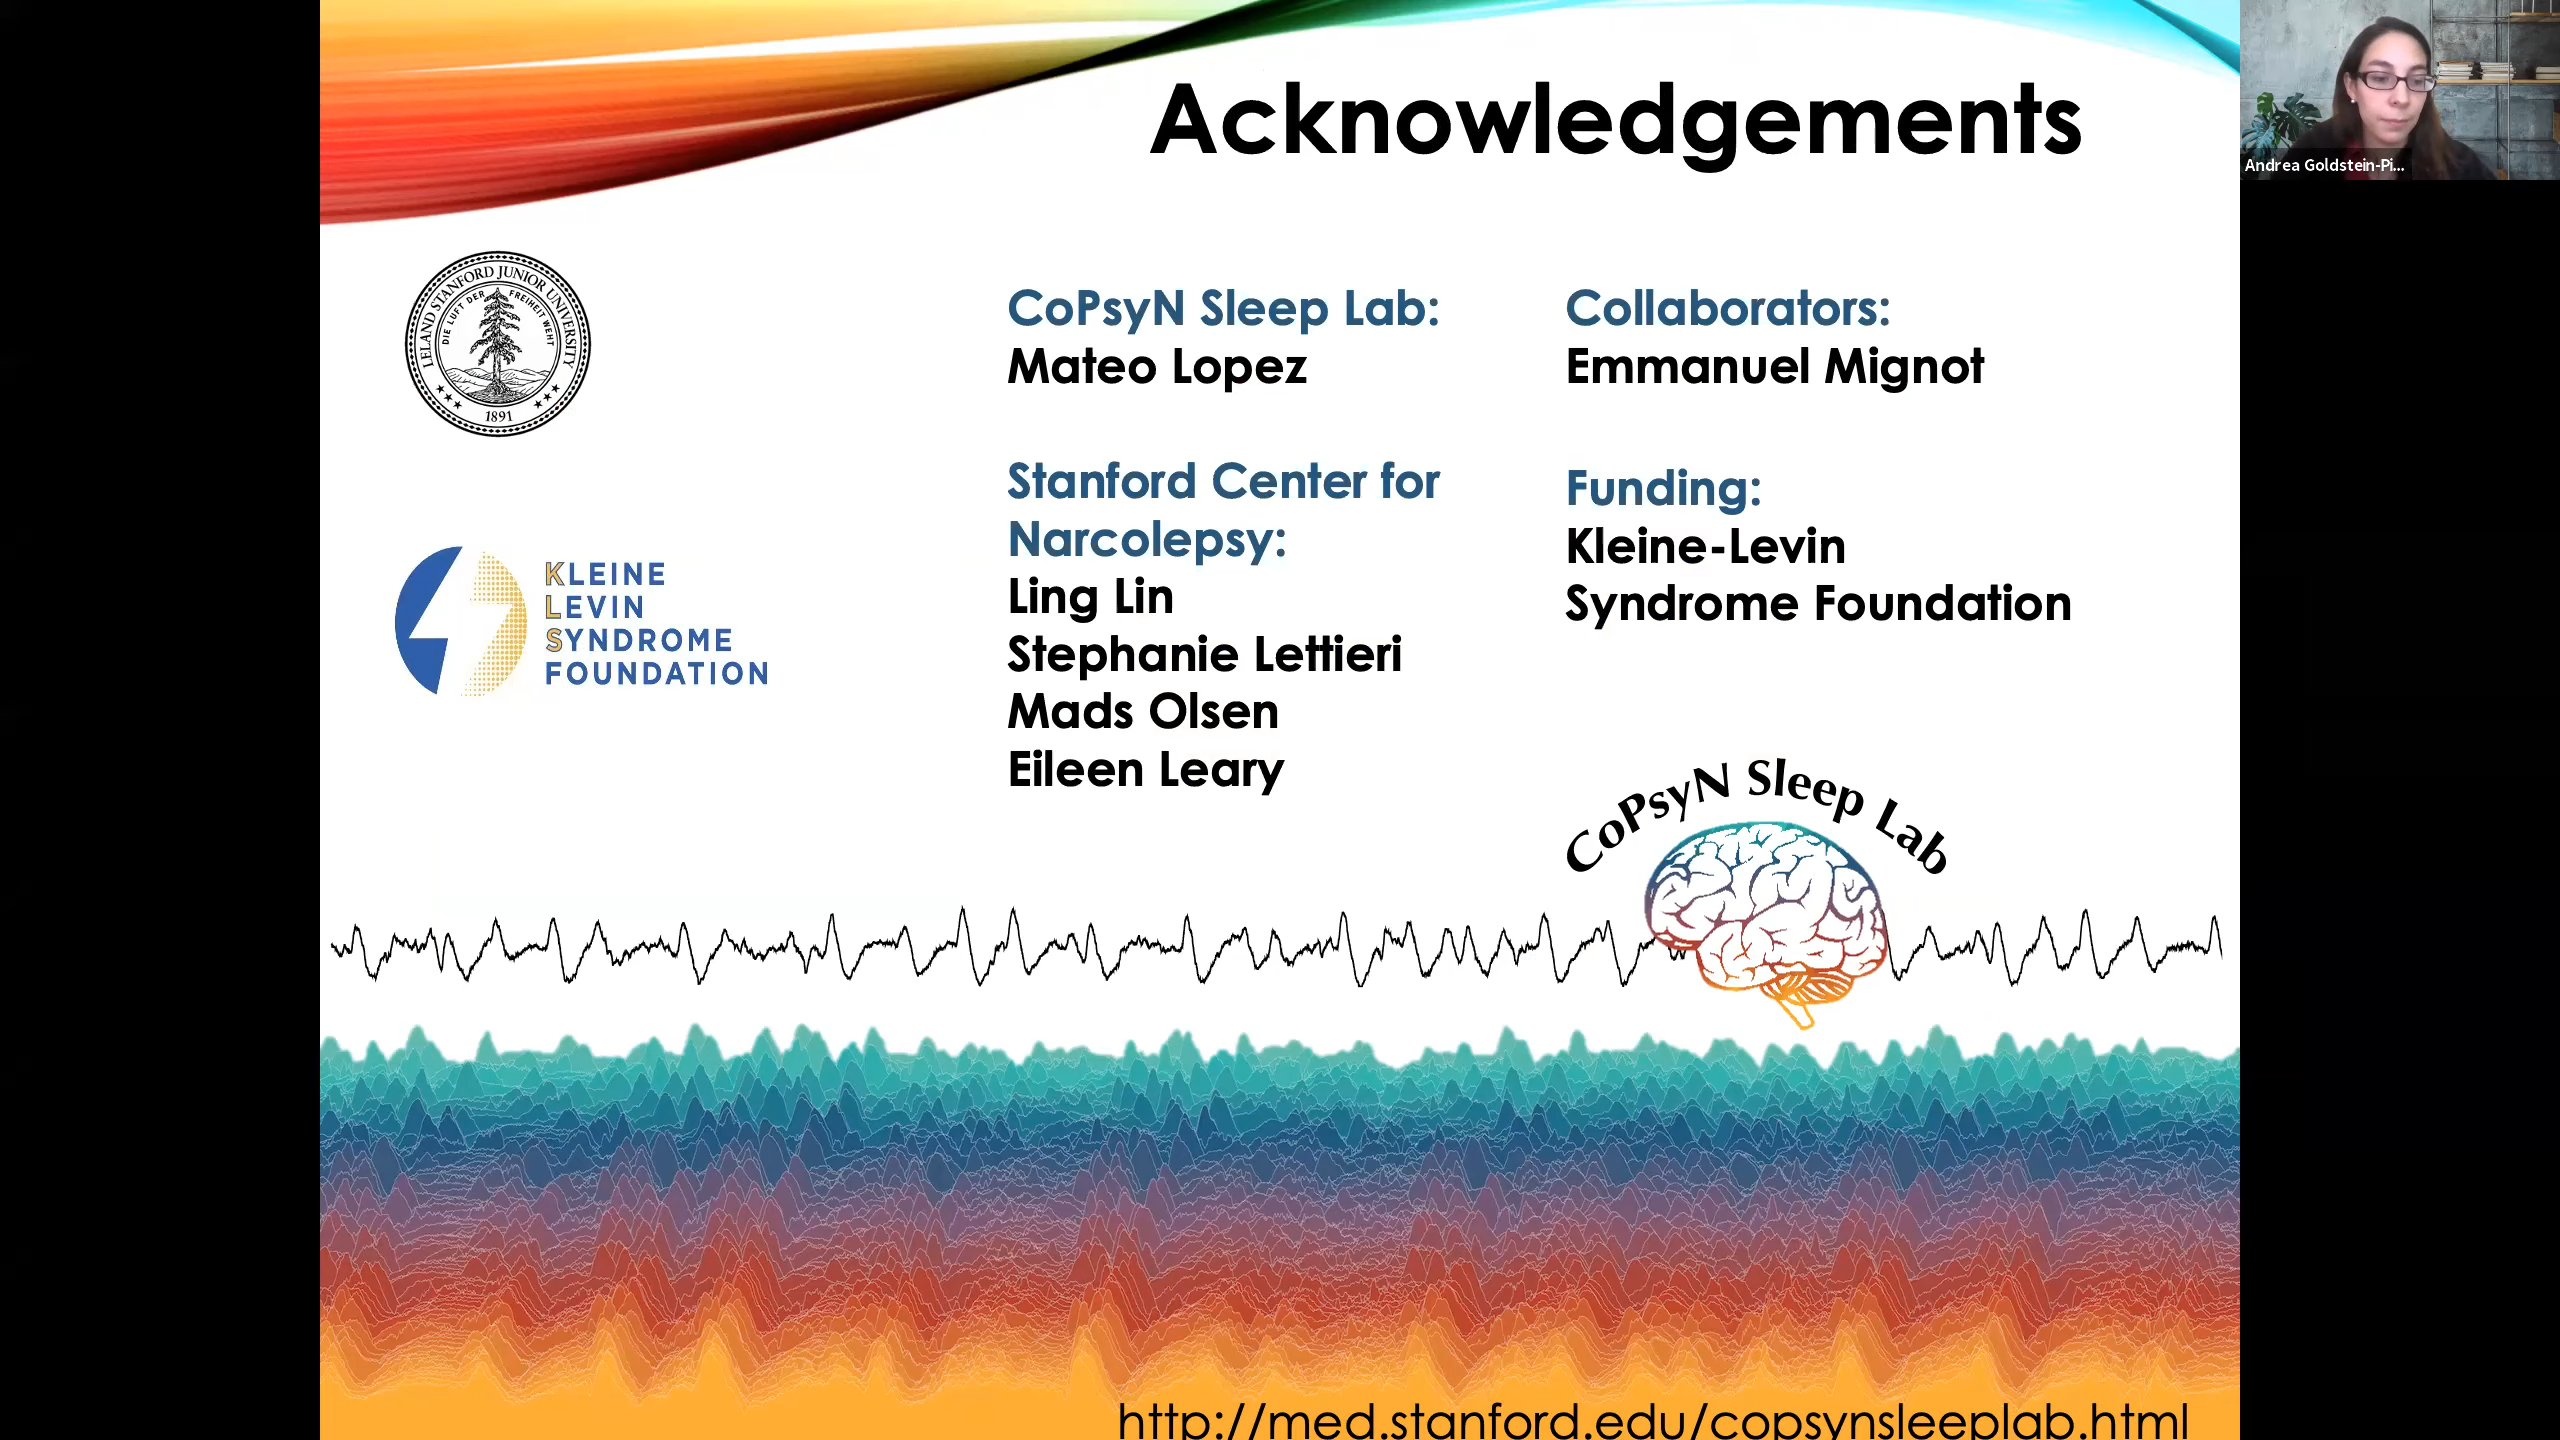 Acknowledgements
Andrea Goldstein-Pi...
LELAND STANFORD JUNIOR UNIVERSITY
DIE LUFT DER FREIHEIT WEHT
1891
KLEINE
LEVIN
SYNDROME
FOUNDATION
CoPsyN Sleep Lab:
Mateo Lopez
Stanford Center for
Narcolepsy:
Ling Lin
Stephanie Lettieri
Mads Olsen
Eileen Leary
Collaborators:
Emmanuel Mignot
Funding:
Kleine-Levin
Syndrome Foundation
CoPsyN Sleep Lab
http://med.stanford.edu/copsynsleeplab.html